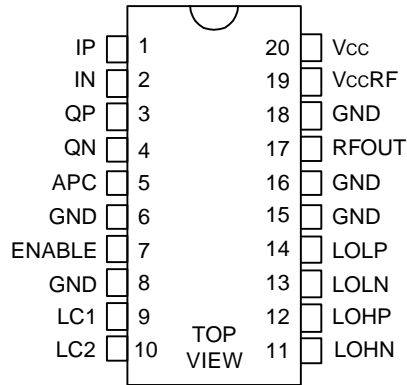 IP 1 20 Vcc
IN 2 19 VccRF
QP 3 18 GND
QN 4 17 RFOUT
APC 5 16 GND
GND 6 15 GND
ENABLE 7 14 LOLP
GND 8 13 LOLN
LC1 9 12 LOHP
LC2 10 11 LOHN
TOP
VIEW